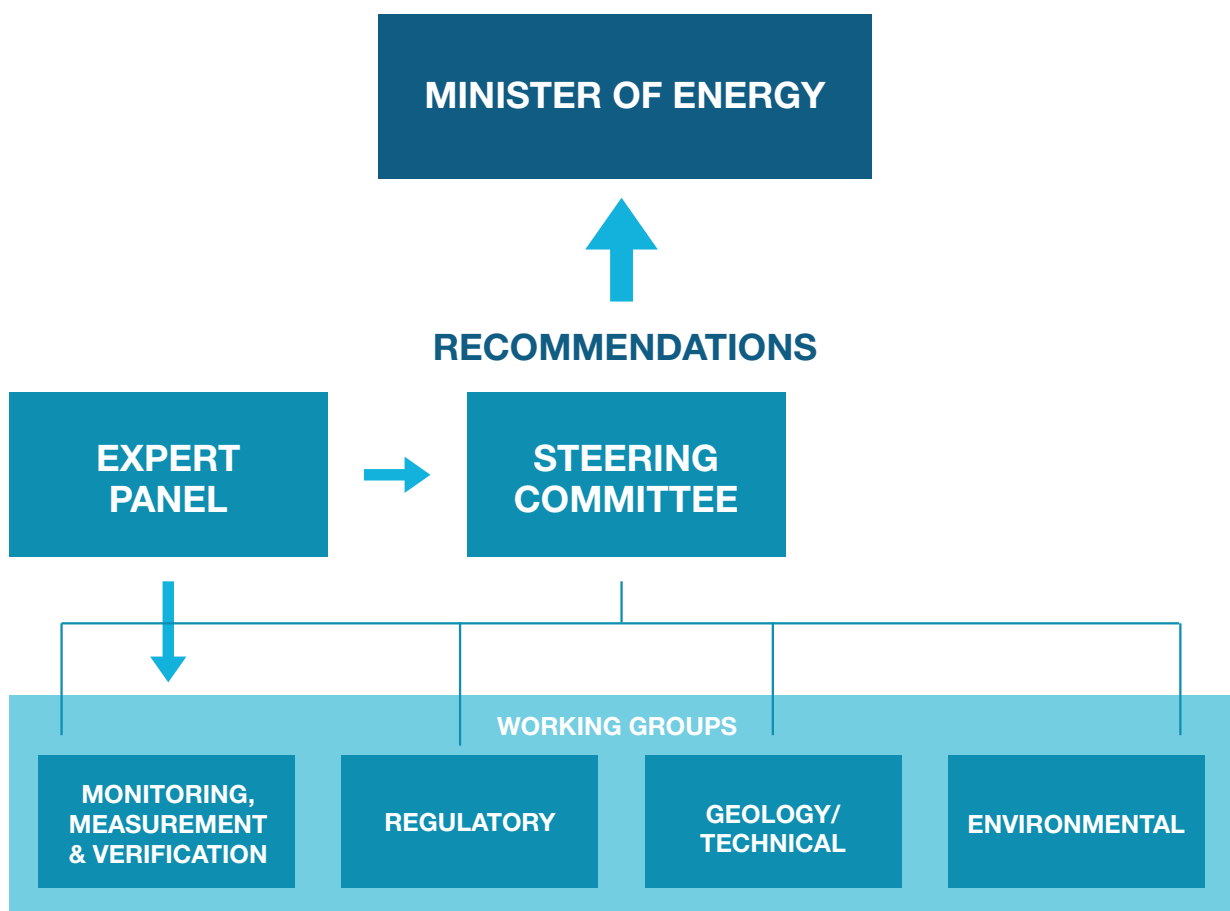 MINISTER OF ENERGY
RECOMMENDATIONS
EXPERT
PANEL
STEERING
COMMITTEE
WORKING GROUPS
MONITORING,
MEASUREMENT
& VERIFICATION
REGULATORY
GEOLOGY/
TECHNICAL
ENVIRONMENTAL